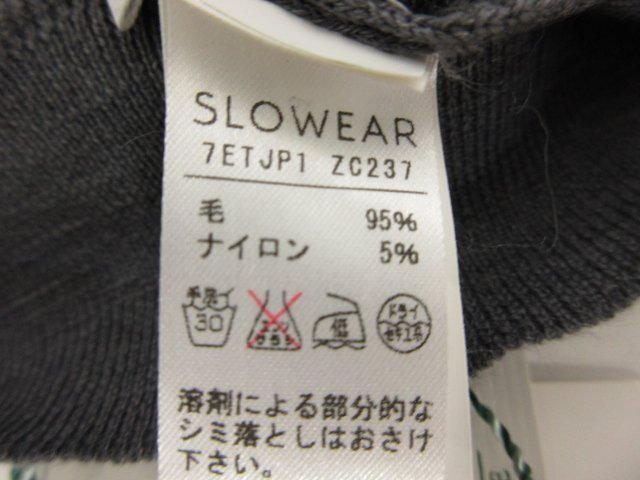 SLOWEAR
7ETJP1 ZC237
毛 95%
ナイロン 5%
手洗イ
30
エンソ
サラシ
低
ドライ
セキユ系
溶剤による部分的な
シミ落としはおさけ
下さい。